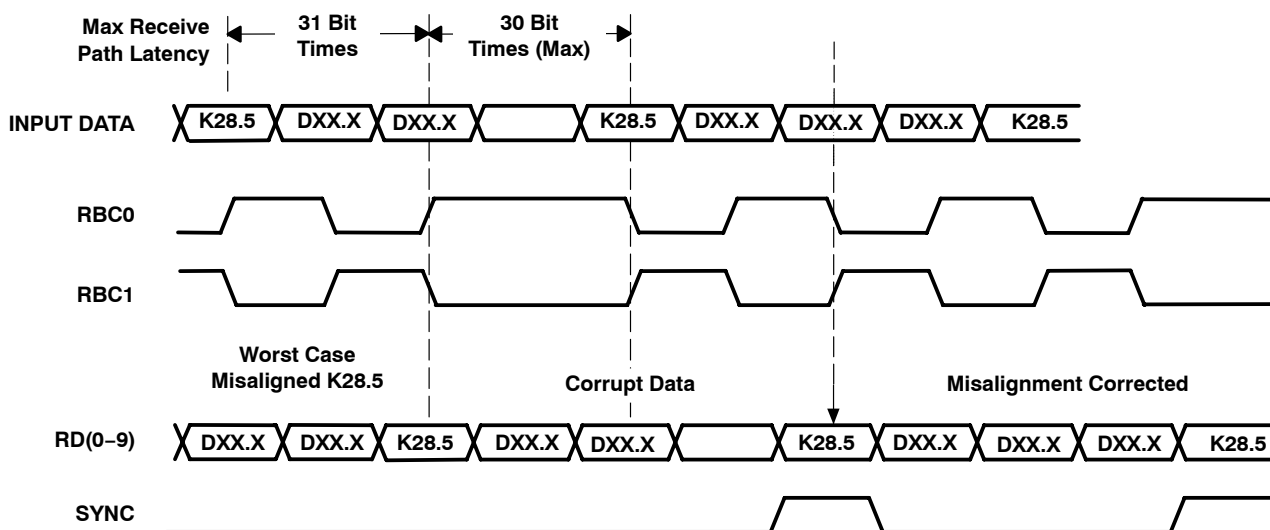 Max Receive
Path Latency
31 Bit
Times
30 Bit
Times (Max)
INPUT DATA
K28.5 DXX.X DXX.X K28.5 DXX.X DXX.X DXX.X K28.5
RBC0
RBC1
Worst Case
Misaligned K28.5
Corrupt Data
Misalignment Corrected
RD(0−9)
DXX.X DXX.X K28.5 DXX.X DXX.X K28.5 DXX.X DXX.X DXX.X K28.5
SYNC